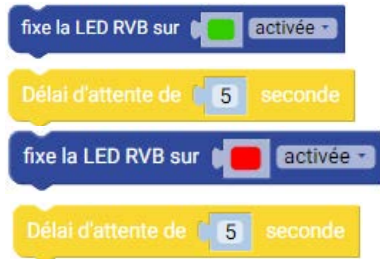 fixe la LED RVB sur activée
Délai d'attente de 5 seconde
fixe la LED RVB sur activée
Délai d'attente de 5 seconde